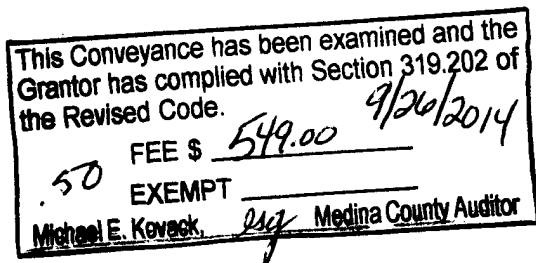 This Conveyance has been examined and the
Grantor has complied with Section 319.202 of
the Revised Code. 9/26/2014
FEE $ 549.00
.50
EXEMPT
Michael E. Kovack, Medina County Auditor